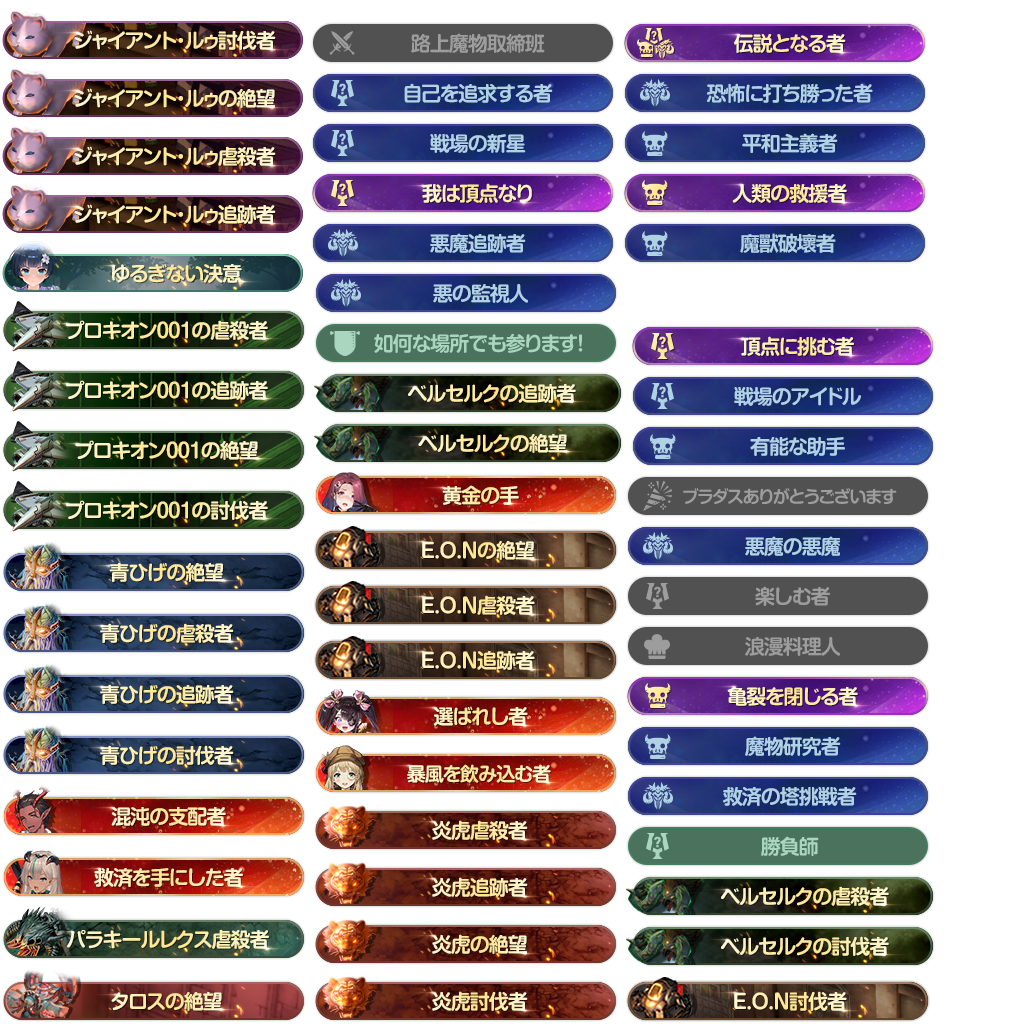 ジャイアント・ルゥ討伐者
ジャイアント・ルゥの絶望
ジャイアント・ルゥ虐殺者
ジャイアント・ルゥ追跡者
ゆるぎない決意
プロキオン001の虐殺者
プロキオン001の追跡者
プロキオン001の絶望
プロキオン001の討伐者
青ひげの絶望
青ひげの虐殺者
青ひげの追跡者
青ひげの討伐者
混沌の支配者
救済を手にした者
パラキールレクス虐殺者
タロスの絶望
路上魔物取締班
自己を追求する者
戦場の新星
我は頂点なり
悪魔追跡者
悪の監視人
如何な場所でも参ります!
ベルセルクの追跡者
ベルセルクの絶望
黄金の手
E.O.Nの絶望
E.O.N虐殺者
E.O.N追跡者
選ばれし者
暴風を飲み込む者
炎虎虐殺者
炎虎追跡者
炎虎の絶望
炎虎討伐者
伝説となる者
恐怖に打ち勝った者
平和主義者
人類の救援者
魔獣破壊者
頂点に挑む者
戦場のアイドル
有能な助手
ブラダスありがとうございます
悪魔の悪魔
楽しむ者
浪漫料理人
亀裂を閉じる者
魔物研究者
救済の塔挑戦者
勝負師
ベルセルクの虐殺者
ベルセルクの討伐者
E.O.N討伐者